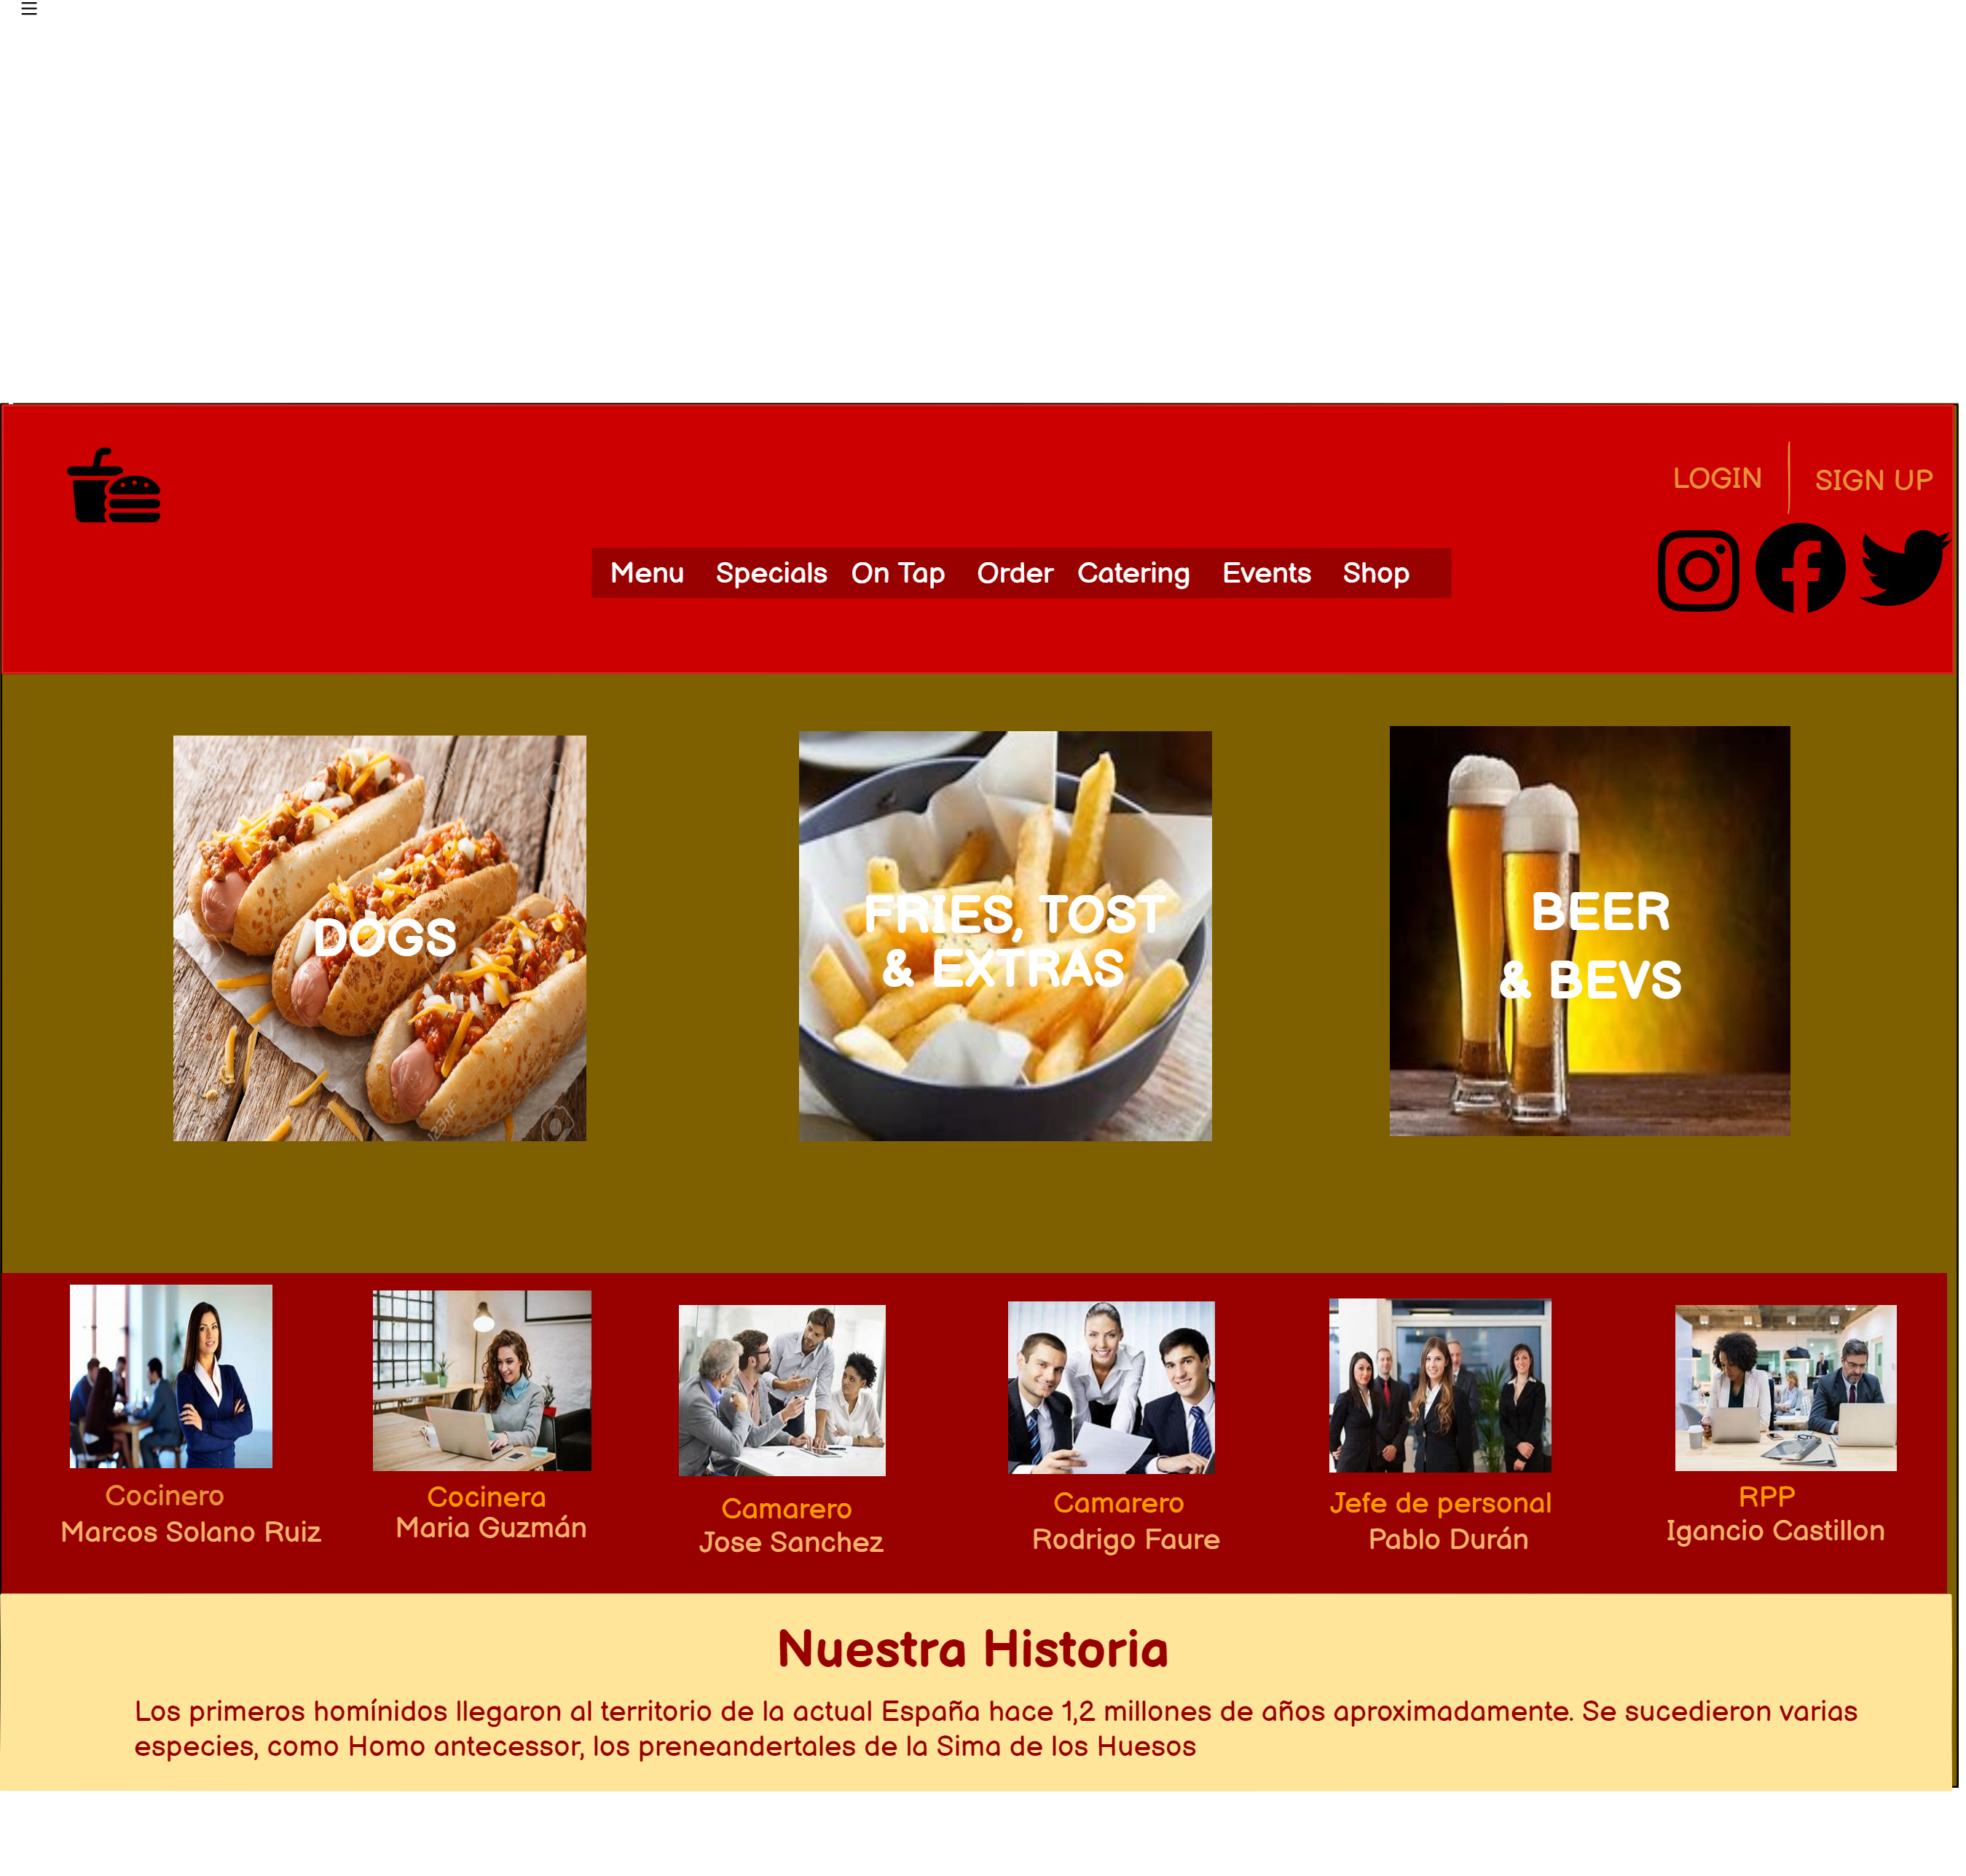 LOGIN
SIGN UP
Menu Specials On Tap Order Catering Events Shop
DOGS
FRIES, TOST
& EXTRAS
BEER
& BEVS
123RF
Cocinero
Marcos Solano Ruiz
Cocinera
Maria Guzmán
Camarero
Jose Sanchez
Camarero
Rodrigo Faure
Jefe de personal
Pablo Durán
RPP
Igancio Castillon
Nuestra Historia
Los primeros homínidos llegaron al territorio de la actual España hace 1,2 millones de años aproximadamente. Se sucedieron varias
especies, como Homo antecessor, los preneandertales de la Sima de los Huesos